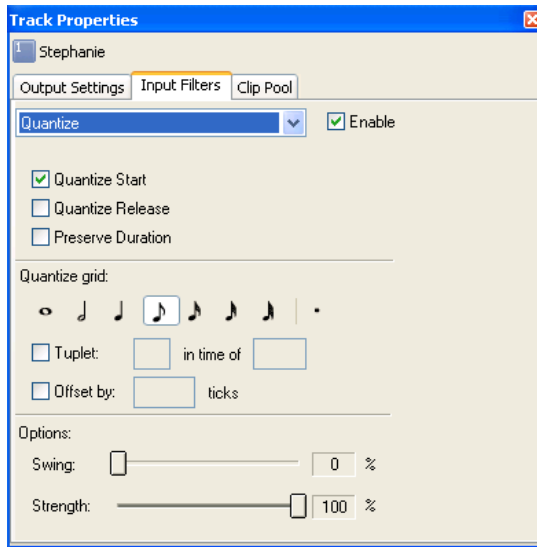 Track Properties
1 Stephanie
Output Settings Input Filters Clip Pool
Quantize Enable
Quantize Start
Quantize Release
Preserve Duration
Quantize grid:
Tuplet: in time of
Offset by: ticks
Options:
Swing: 0 %
Strength: 100 %